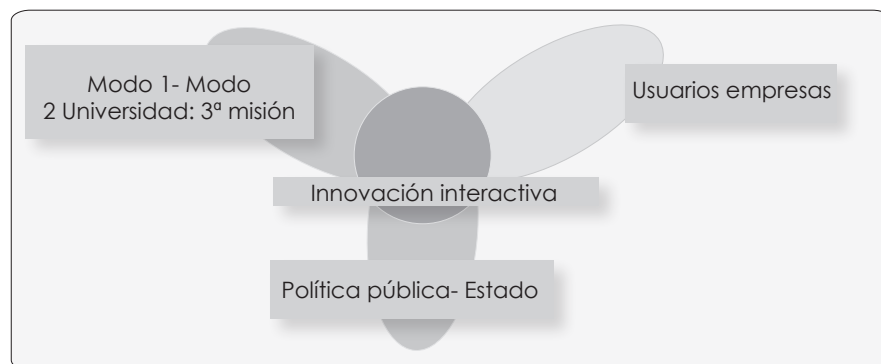 Modo 1- Modo
2 Universidad: 3ª misión
Usuarios empresas
Innovación interactiva
Política pública- Estado